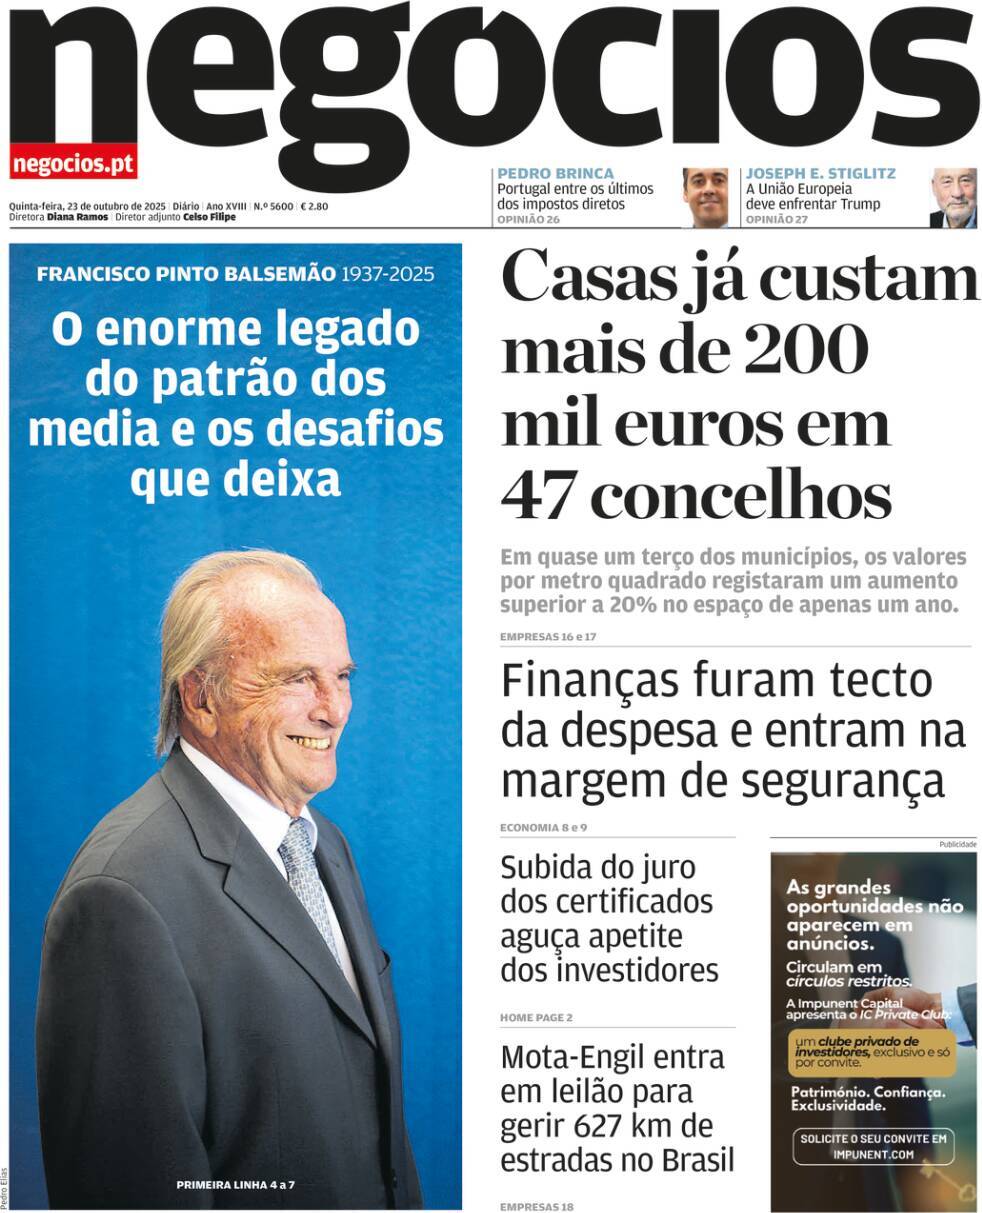 negócios
negocios.pt
Quinta-feira, 23 de outubro de 2025 | Diário | Ano XVIII | N.º 5600 | € 2.80
Diretora Diana Ramos | Diretor adjunto Celso Filipe
PEDRO BRINCA
Portugal entre os últimos
dos impostos diretos
OPINIÃO 26
JOSEPH E. STIGLITZ
A União Europeia
deve enfrentar Trump
OPINIÃO 27
FRANCISCO PINTO BALSEMÃO 1937-2025
O enorme legado
do patrão dos
media e os desafios
que deixa
PRIMEIRA LINHA 4 a 7
Pedro Elias
Casas já custam
mais de 200
mil euros em
47 concelhos
Em quase um terço dos municípios, os valores
por metro quadrado registaram um aumento
superior a 20% no espaço de apenas um ano.
EMPRESAS 16 e 17
Finanças furam tecto
da despesa e entram na
margem de segurança
ECONOMIA 8 e 9
Subida do juro
dos certificados
aguça apetite
dos investidores
HOME PAGE 2
Mota-Engil entra
em leilão para
gerir 627 km de
estradas no Brasil
EMPRESAS 18
Publicidade
As grandes
oportunidades não
aparecem em
anúncios.
Circulam em
círculos restritos.
A Impunent Capital
apresenta o IC Private Club:
um clube privado de
investidores, exclusivo e só
por convite.
Património. Confiança.
Exclusividade.
SOLICITE O SEU CONVITE EM
IMPUNENT.COM